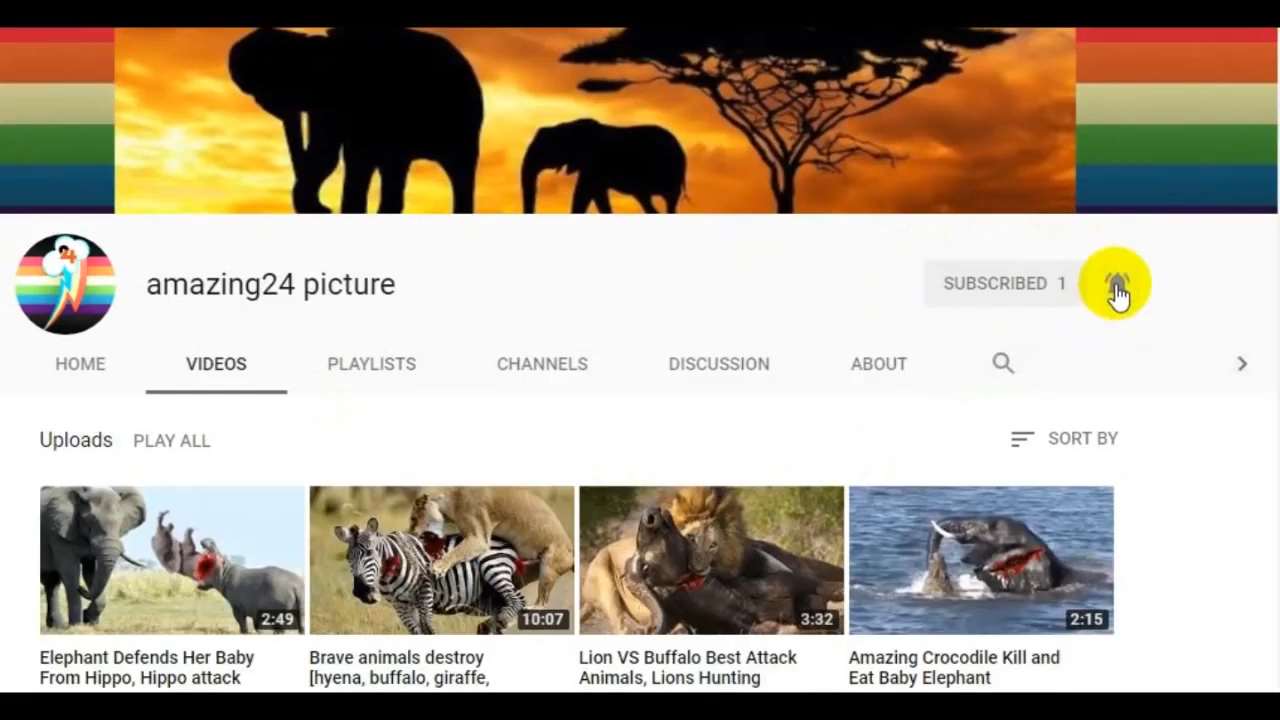 24
amazing24 picture
SUBSCRIBED 1
HOME VIDEOS PLAYLISTS CHANNELS DISCUSSION ABOUT
Uploads PLAY ALL
SORT BY
2:49 10:07 3:32 2:15
Elephant Defends Her Baby
From Hippo, Hippo attack
Brave animals destroy
[hyena, buffalo, giraffe,
Lion VS Buffalo Best Attack
Animals, Lions Hunting
Amazing Crocodile Kill and
Eat Baby Elephant